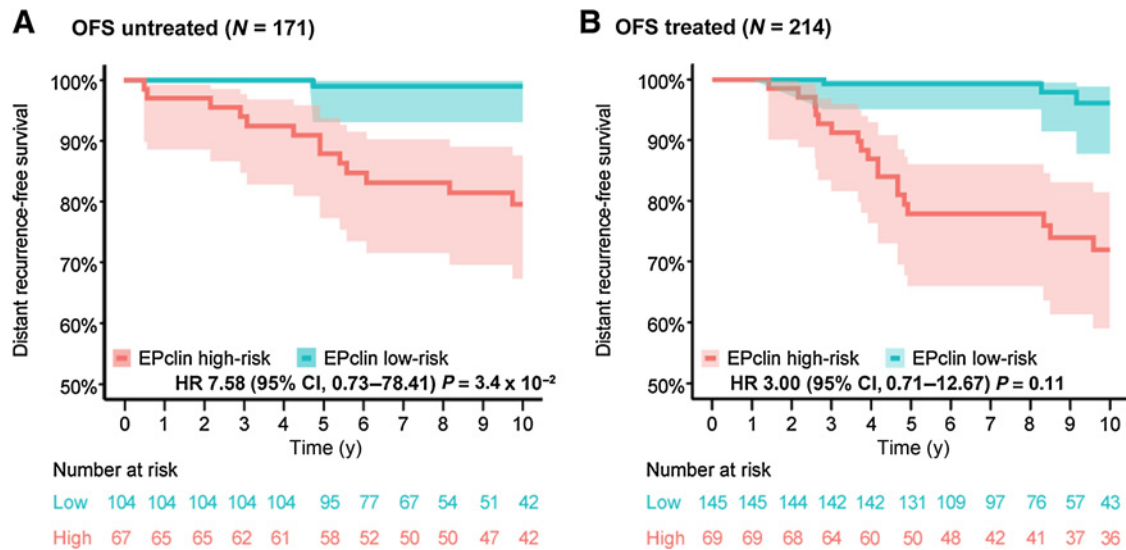 A OFS untreated (N = 171)
Distant recurrence-free survival
100%
90%
80%
70%
60%
50%
EPclin high-risk EPclin low-risk
HR 7.58 (95% CI, 0.73–78.41) P = 3.4 x 10⁻²
0 1 2 3 4 5 6 7 8 9 10
Time (y)
Number at risk
Low 104 104 104 104 104 95 77 67 54 51 42
High 67 65 65 62 61 58 52 50 50 47 42
B OFS treated (N = 214)
Distant recurrence-free survival
100%
90%
80%
70%
60%
50%
EPclin high-risk EPclin low-risk
HR 3.00 (95% CI, 0.71–12.67) P = 0.11
0 1 2 3 4 5 6 7 8 9 10
Time (y)
Number at risk
Low 145 145 144 142 142 131 109 97 76 57 43
High 69 69 68 64 60 50 48 42 41 37 36